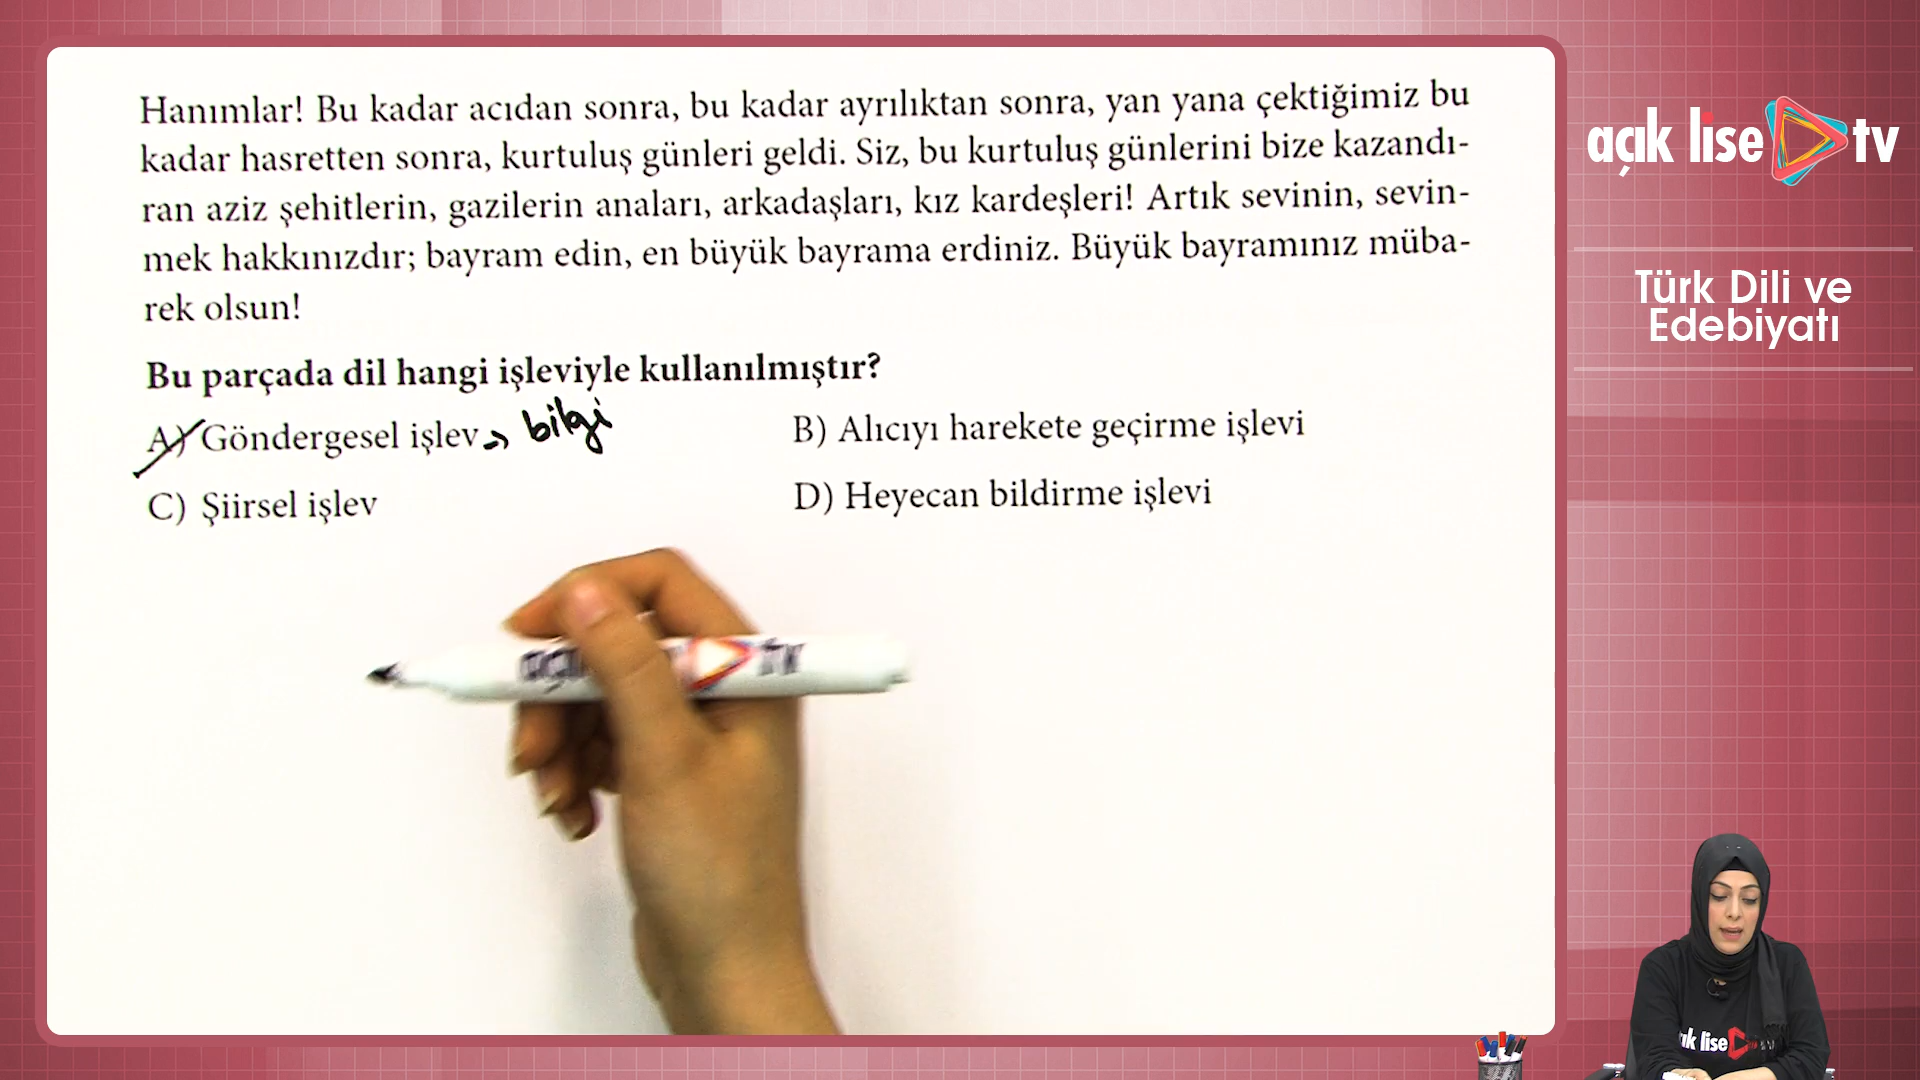 Hanımlar! Bu kadar acıdan sonra, bu kadar ayrılıktan sonra, yan yana çektiğimiz bu
kadar hasretten sonra, kurtuluş günleri geldi. Siz, bu kurtuluş günlerini bize kazandı-
ran aziz şehitlerin, gazilerin anaları, arkadaşları, kız kardeşleri! Artık sevinin, sevin-
mek hakkınızdır; bayram edin, en büyük bayrama erdiniz. Büyük bayramınız müba-
rek olsun!
Bu parçada dil hangi işleviyle kullanılmıştır?
A) Göndergesel işlev → bilgi
B) Alıcıyı harekete geçirme işlevi
C) Şiirsel işlev
D) Heyecan bildirme işlevi
açık lise tv
Türk Dili ve
Edebiyatı
tv
lise